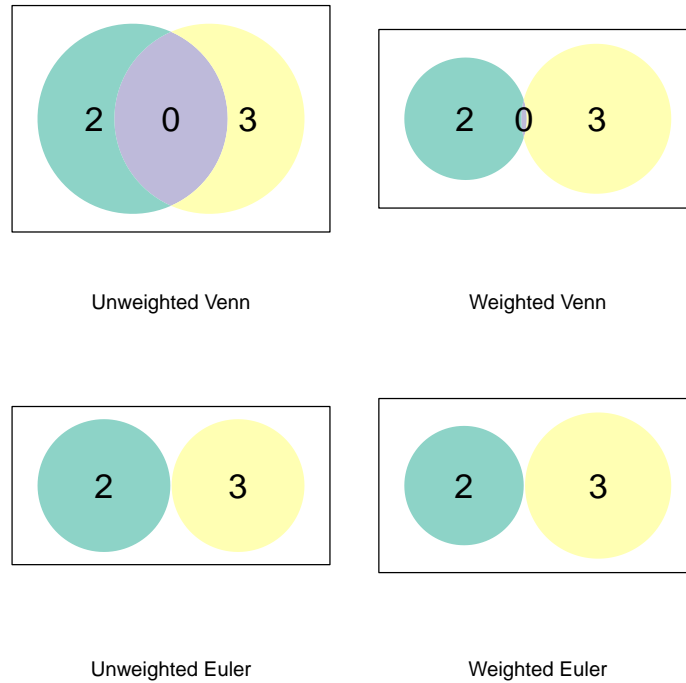 2 0 3
2 0 3
Unweighted Venn
Weighted Venn
2 3
2 3
Unweighted Euler
Weighted Euler